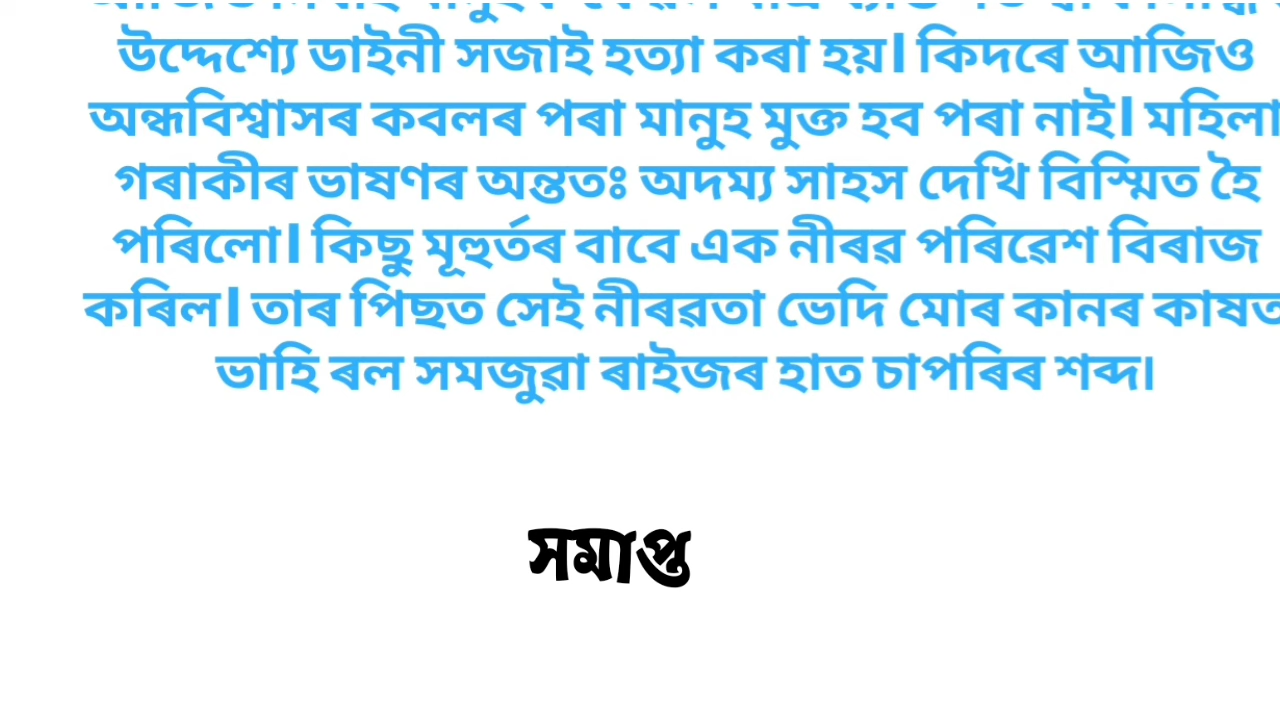 উদ্দেশ্যে ডাইনী সজাই হত্যা কৰা হয়। কিদৰে আজিও
অন্ধবিশ্বাসৰ কবলৰ পৰা মানুহ মুক্ত হব পৰা নাই। মহিলা
গৰাকীৰ ভাষণৰ অন্ততঃ অদম্য সাহস দেখি বিস্মিত হৈ
পৰিলো। কিছু মূহুৰ্তৰ বাবে এক নীৰৱ পৰিৱেশ বিৰাজ
কৰিল। তাৰ পিছত সেই নীৰৱতা ভেদি মোৰ কানৰ কাষত
ভাহি ৰল সমজুৱা ৰাইজৰ হাত চাপৰিৰ শব্দ।
সমাপ্ত